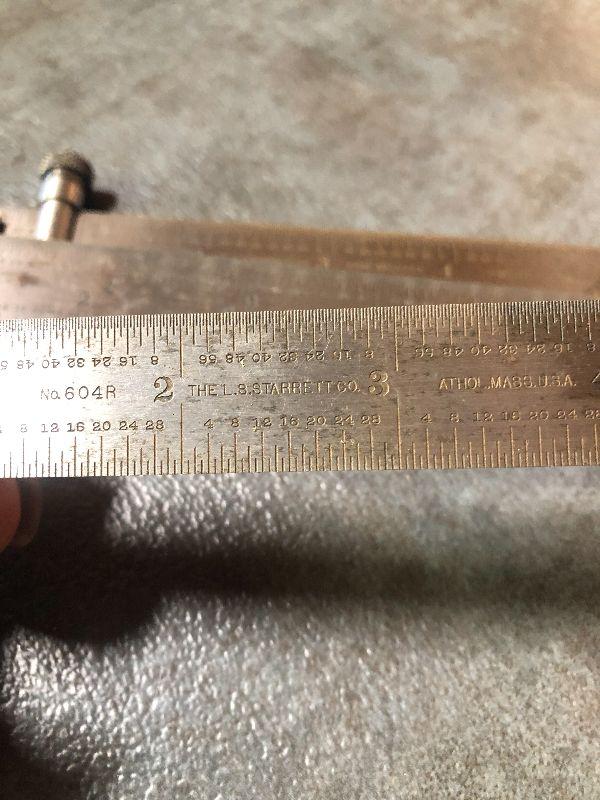 8 16 24 32 40 48 56 8 16 24 32 40 48 56 8 16 24 32 40 48 56
No. 604R 2 THE L.S. STARRETT CO. 3 ATHOL, MASS. U.S.A. 4
8 12 16 20 24 28 4 8 12 16 20 24 28 4 8 12 16 20 24 28